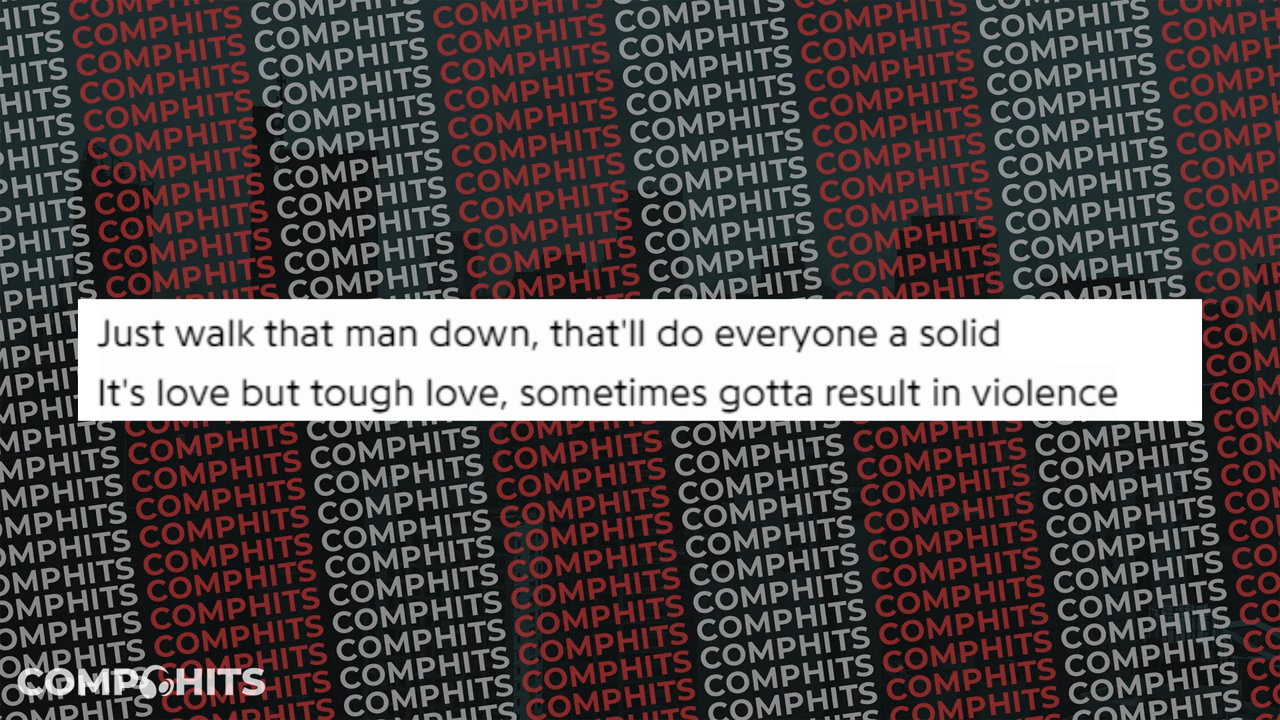 Just walk that man down, that'll do everyone a solid
It's love but tough love, sometimes gotta result in violence
COMPHITS